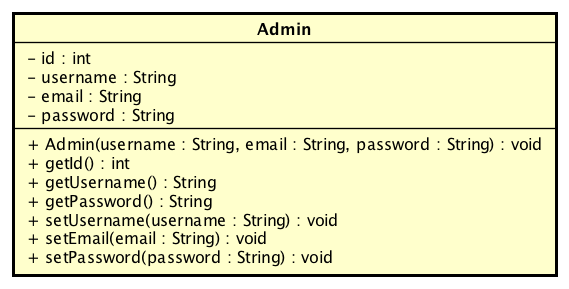 Admin
- id : int
- username : String
- email : String
- password : String
+ Admin(username : String, email : String, password : String) : void
+ getId() : int
+ getUsername() : String
+ getPassword() : String
+ setUsername(username : String) : void
+ setEmail(email : String) : void
+ setPassword(password : String) : void